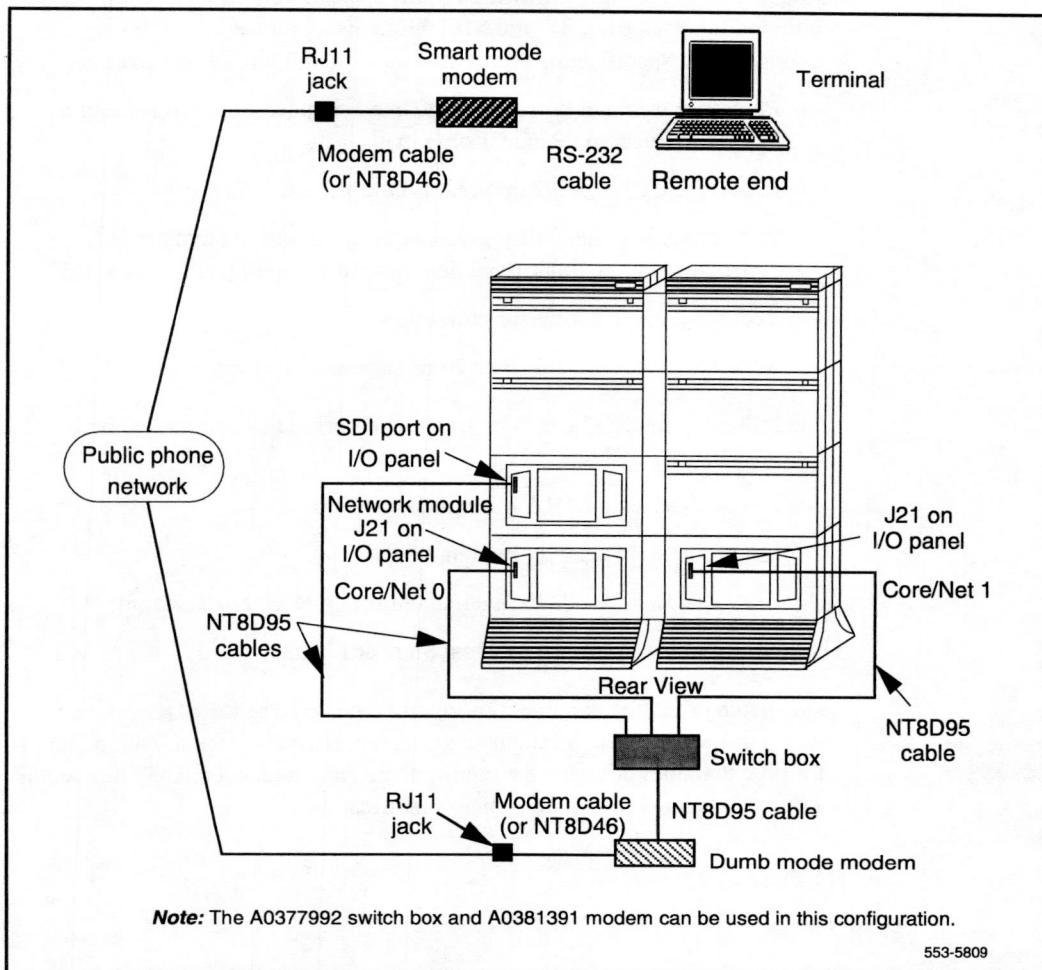 RJ11
jack
Smart mode
modem
Terminal
Modem cable
(or NT8D46)
RS-232
cable
Remote end
Public phone
network
SDI port on
I/O panel
Network module
J21 on
I/O panel
Core/Net 0
J21 on
I/O panel
Core/Net 1
NT8D95
cables
Rear View
NT8D95
cable
Switch box
RJ11
jack
Modem cable
(or NT8D46)
NT8D95 cable
Dumb mode modem
Note: The A0377992 switch box and A0381391 modem can be used in this configuration.
553-5809